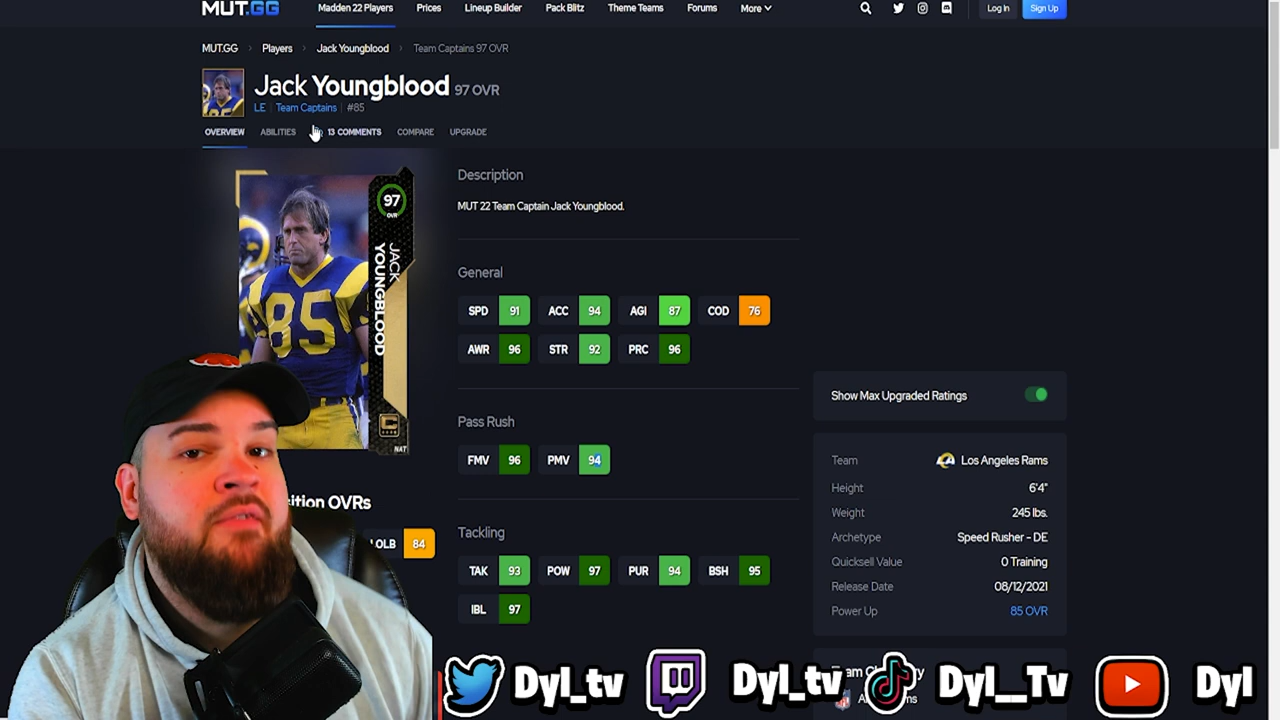 MUT.GG
Madden 22 Players
Prices
Lineup Builder
Pack Blitz
Theme Teams
Forums
More
Log In
Sign Up
MUT.GG > Players > Jack Youngblood > Team Captains 97 OVR
Jack Youngblood 97 OVR
LE | Team Captains | #85
OVERVIEW
ABILITIES
13 COMMENTS
COMPARE
UPGRADE
97
OVR
JACK
YOUNGBLOOD
85
C
NAT
ition OVRs
OLB 84
Description
MUT 22 Team Captain Jack Youngblood.
General
SPD 91 ACC 94 AGI 87 COD 76
AWR 96 STR 92 PRC 96
Pass Rush
FMV 96 PMV 94
Tackling
TAK 93 POW 97 PUR 94 BSH 95
IBL 97
Show Max Upgraded Ratings
Team Los Angeles Rams
Height 6'4"
Weight 245 lbs.
Archetype Speed Rusher - DE
Quicksell Value 0 Training
Release Date 08/12/2021
Power Up 85 OVR
Dyl_tv
Dyl_tv
Dyl__Tv
Dyl